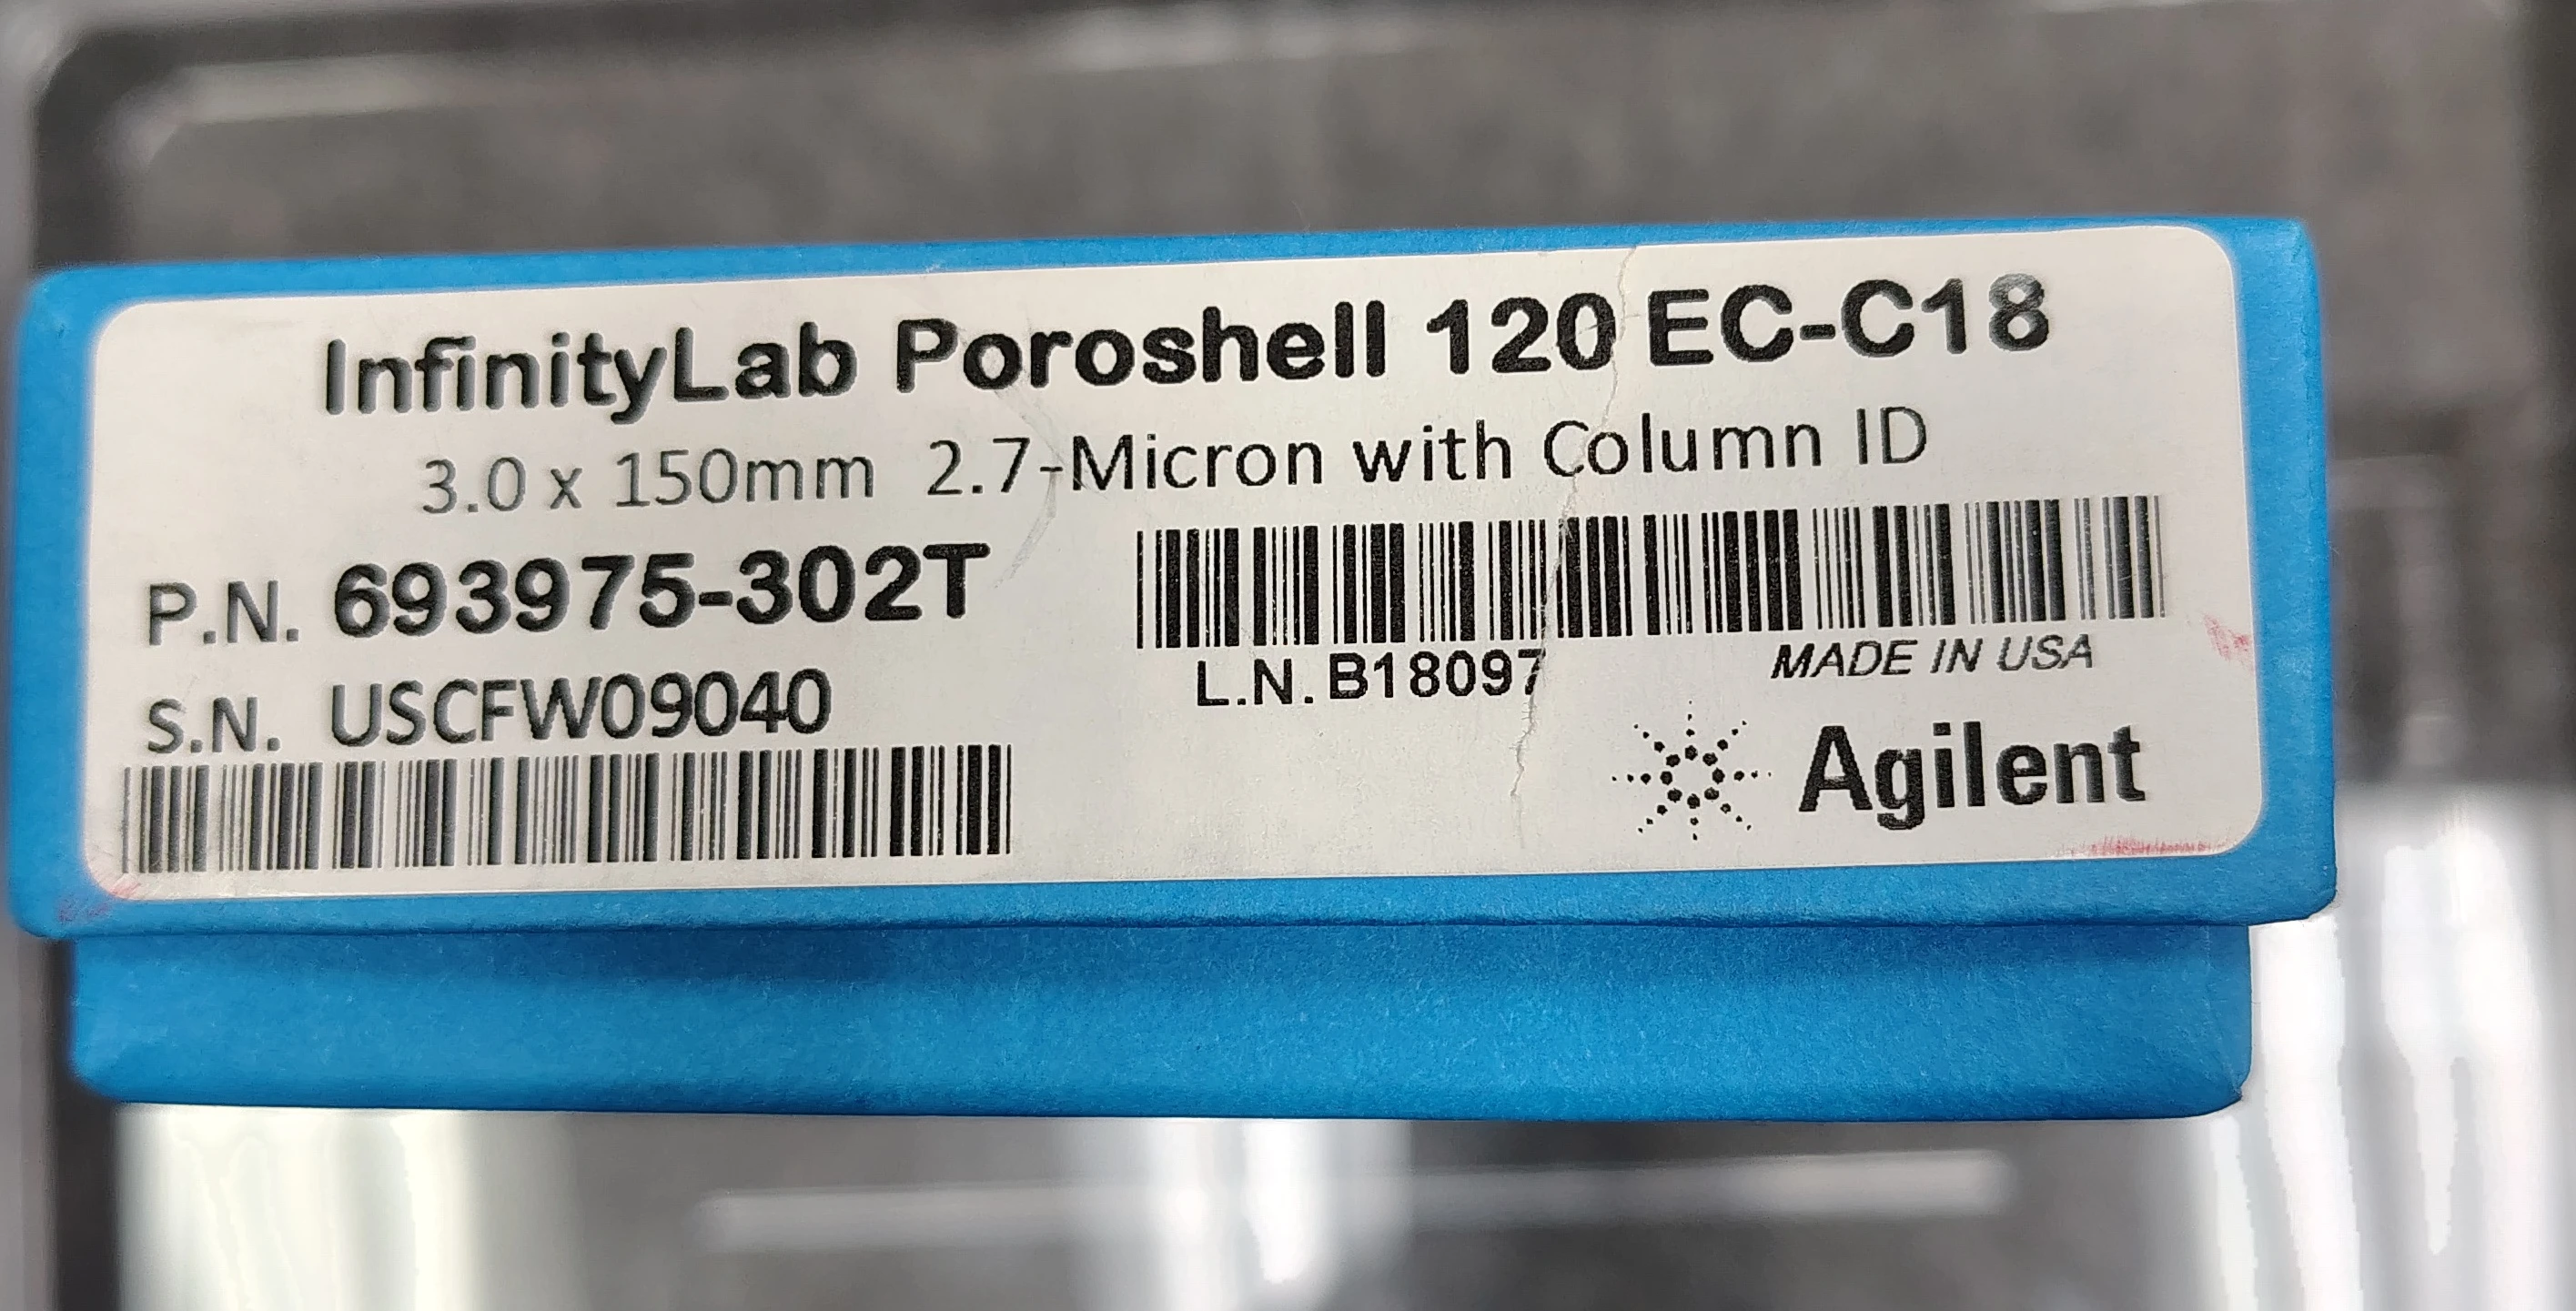 InfinityLab Poroshell 120 EC-C18
3.0 x 150mm 2.7-Micron with Column ID
P.N. 693975-302T
S.N. USCFW09040
L.N. B18097
MADE IN USA
Agilent